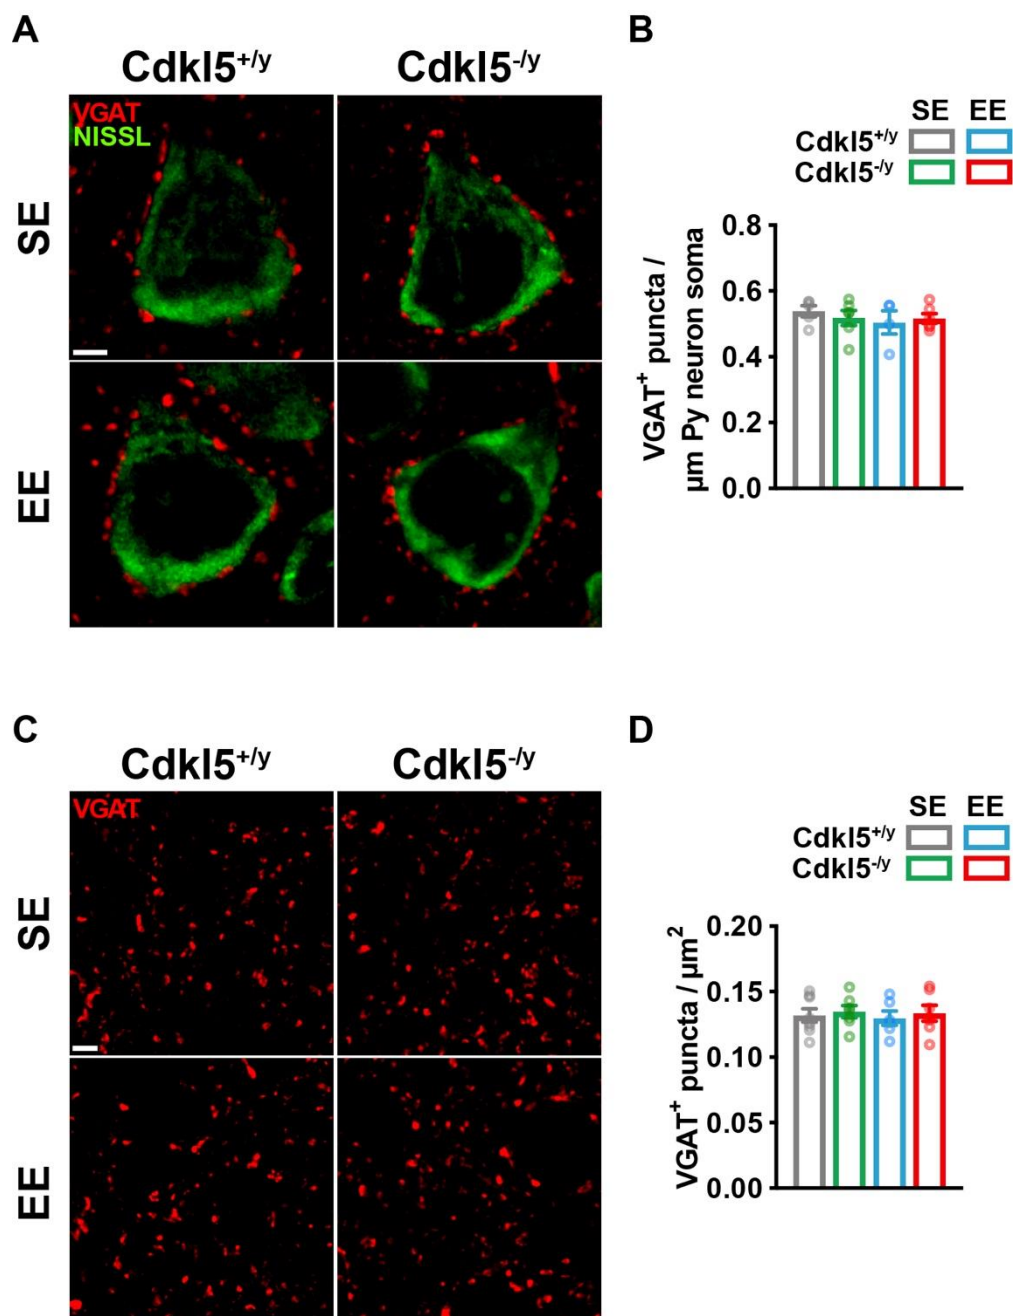 A
Cdkl5+/y Cdkl5-/y
VGAT
NISSL
SE
EE
B
SE EE
Cdkl5+/y
Cdkl5-/y
VGAT+ puncta /
µm Py neuron soma
0.8
0.6
0.4
0.2
0.0
C
Cdkl5+/y Cdkl5-/y
VGAT
SE
EE
D
SE EE
Cdkl5+/y
Cdkl5-/y
VGAT+ puncta / µm2
0.20
0.15
0.10
0.05
0.00